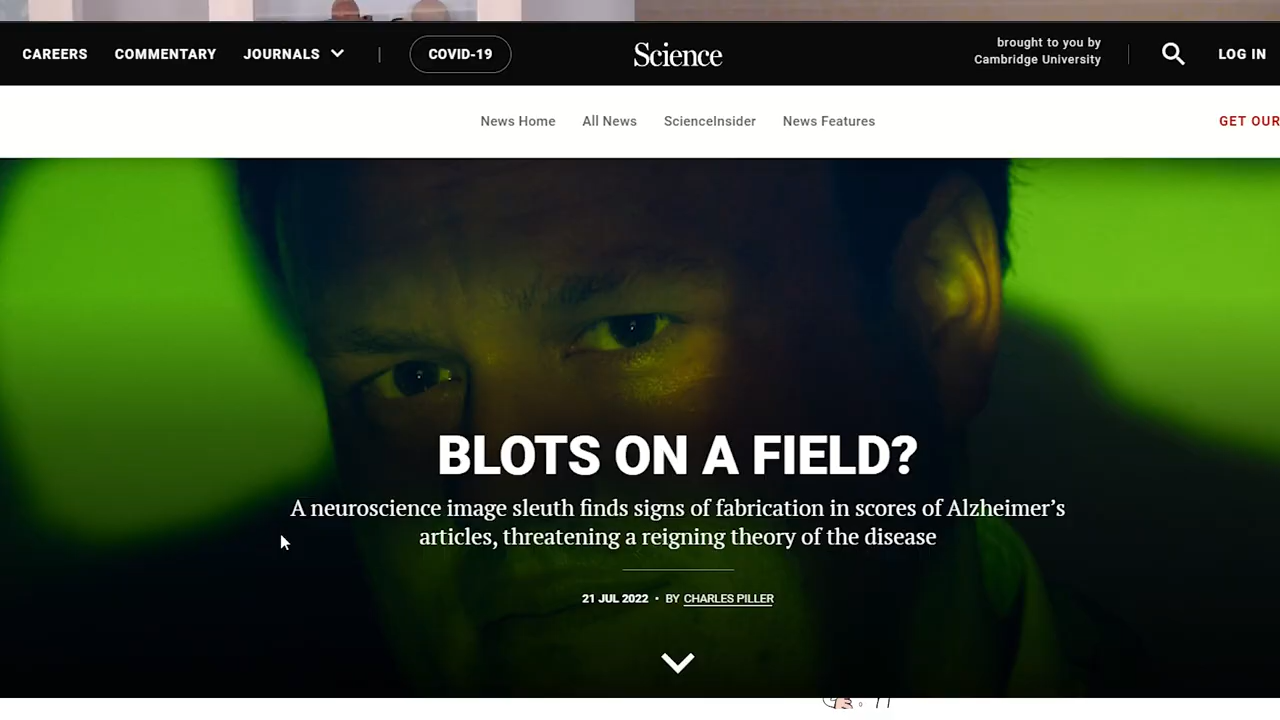 CAREERS COMMENTARY JOURNALS | COVID-19 Science brought to you by Cambridge University | LOG IN
News Home All News ScienceInsider News Features GET OUR
BLOTS ON A FIELD?
A neuroscience image sleuth finds signs of fabrication in scores of Alzheimer’s
articles, threatening a reigning theory of the disease
21 JUL 2022 • BY CHARLES PILLER